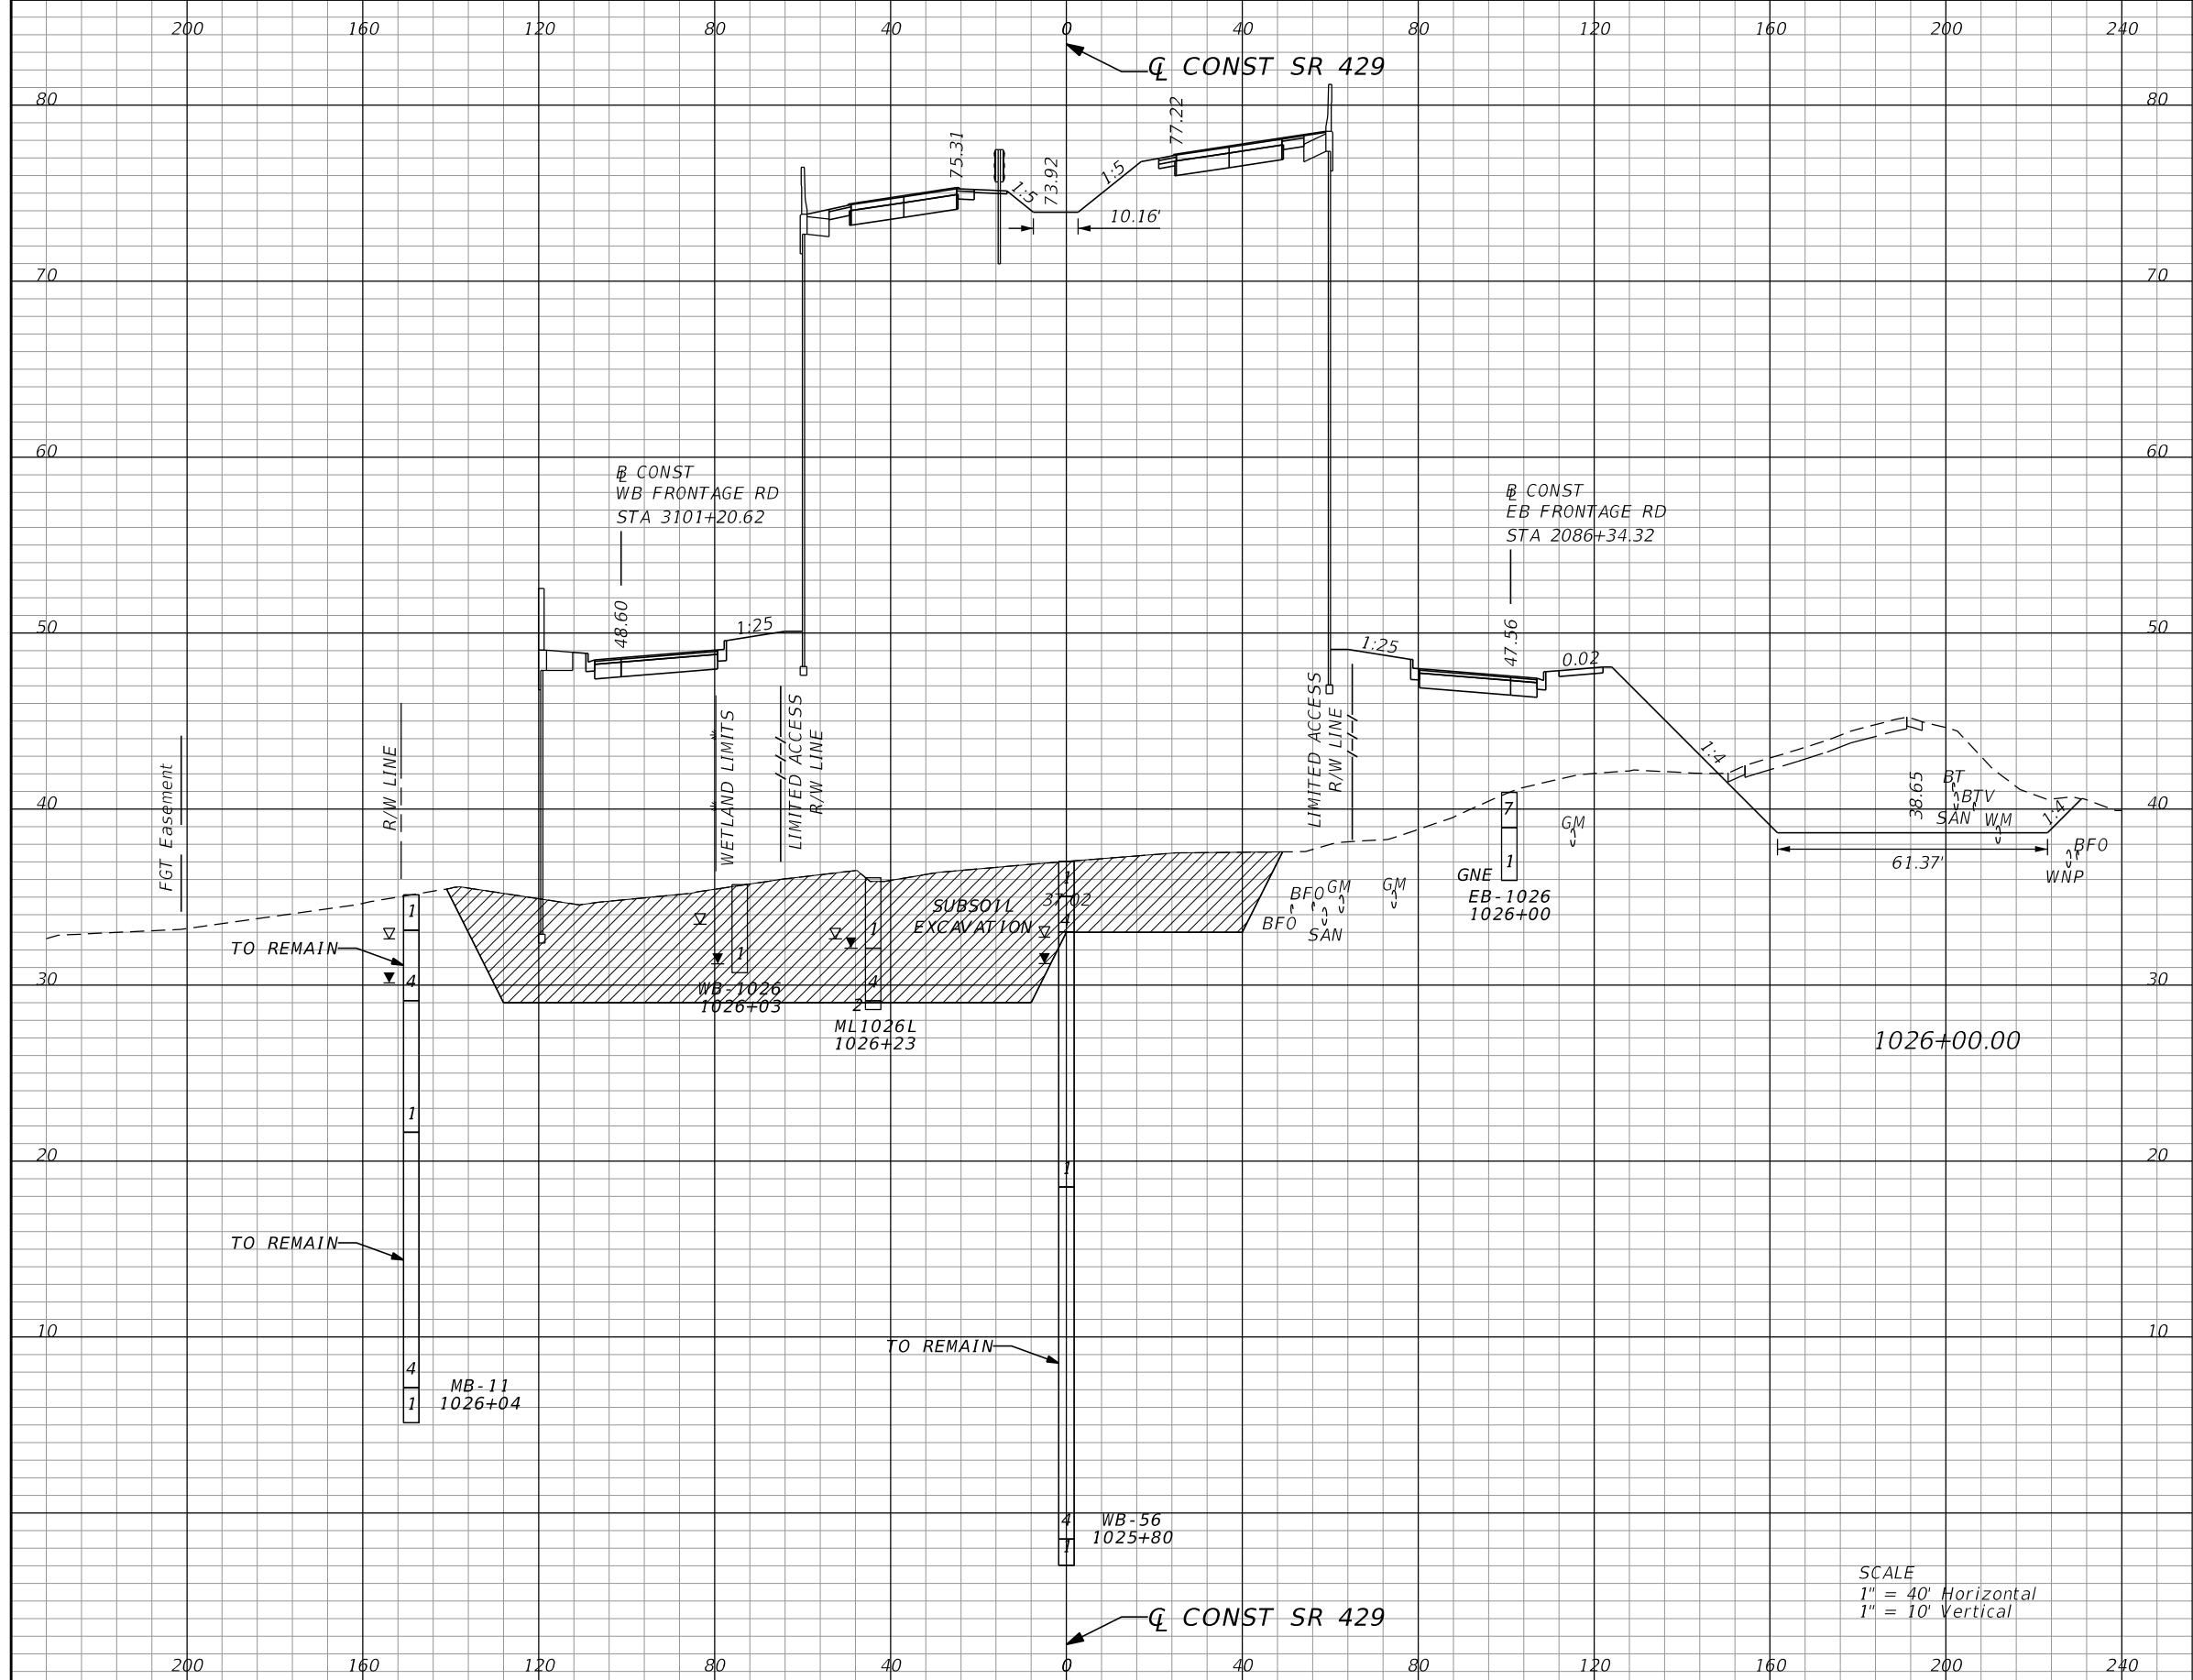 200 160 120 80 40 0 40 80 120 160 200 240
℄ CONST SR 429
80 80
77.22
75.31
1:5
73.92
1:5
10.16'
70 70
60 60
BL CONST
WB FRONTAGE RD
STA 3101+20.62
BL CONST
EB FRONTAGE RD
STA 2086+34.32
48.60
47.56
50 50
1:25
1:25
0.02
FGT Easement
R/W LINE
WETLAND LIMITS
LIMITED ACCESS
R/W LINE
LIMITED ACCESS
R/W LINE
1:4
38.65
BT
BTV
SAN WM
1:4
40 40
BFO
61.37'
WNP
7
1
GM
GNE
EB-1026
1026+00
BFO GM GM
BFO
SAN
1
37.02
4
SUBSOIL
EXCAVATION
1
TO REMAIN
1
1
30 30
4
4
WB-1026
1026+03
2
ML1026L
1026+23
1026+00.00
1
20 20
1
TO REMAIN
10 10
TO REMAIN
4
1
MB-11
1026+04
4
1
WB-56
1025+80
SCALE
1" = 40' Horizontal
1" = 10' Vertical
℄ CONST SR 429
200 160 120 80 40 0 40 80 120 160 200 240